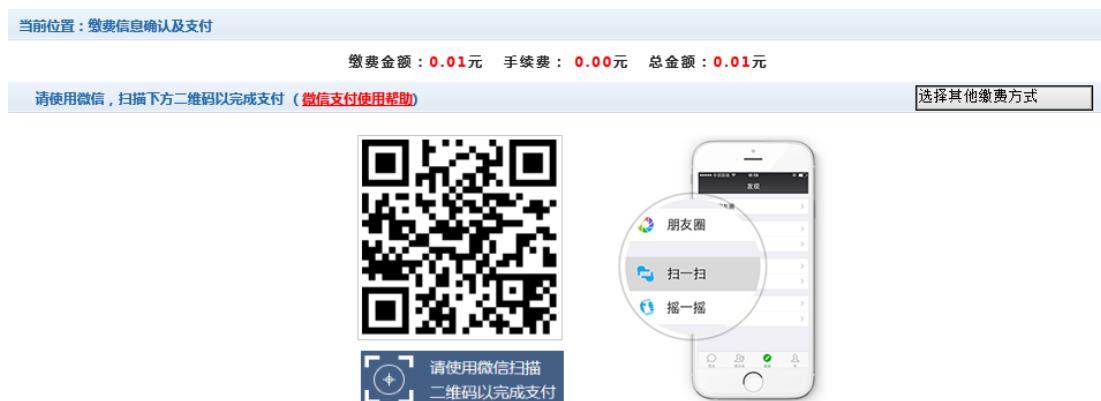 当前位置：缴费信息确认及支付
缴费金额：0.01元 手续费： 0.00元 总金额：0.01元
请使用微信，扫描下方二维码以完成支付（微信支付使用帮助)
选择其他缴费方式
发现
朋友圈
扫一扫
摇一摇
请使用微信扫描
二维码以完成支付